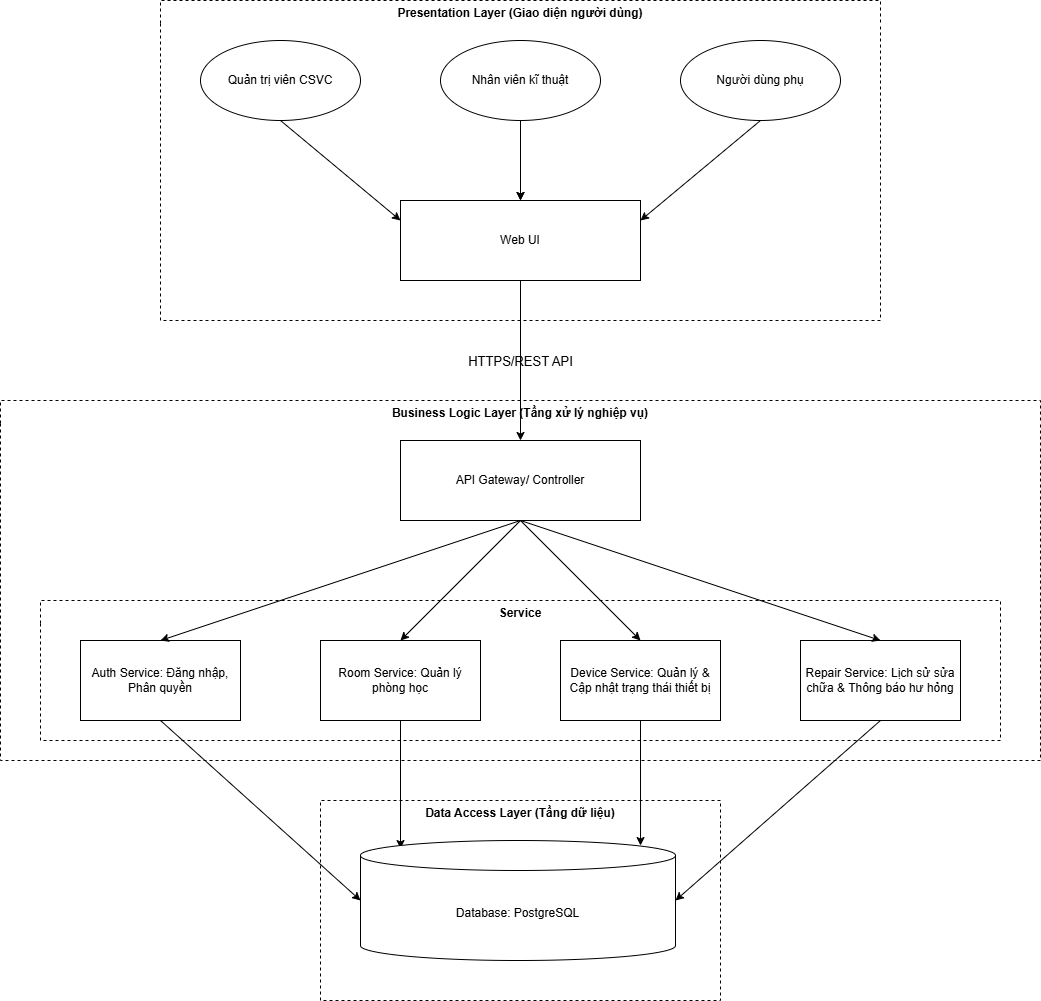 Presentation Layer (Giao diện người dùng)
Quản trị viên CSVC
Nhân viên kĩ thuật
Người dùng phụ
Web UI
HTTPS/REST API
Business Logic Layer (Tầng xử lý nghiệp vụ)
API Gateway/ Controller
Service
Auth Service: Đăng nhập,
Phân quyền
Room Service: Quản lý
phòng học
Device Service: Quản lý &
Cập nhật trạng thái thiết bị
Repair Service: Lịch sử sửa
chữa & Thông báo hư hỏng
Data Access Layer (Tầng dữ liệu)
Database: PostgreSQL